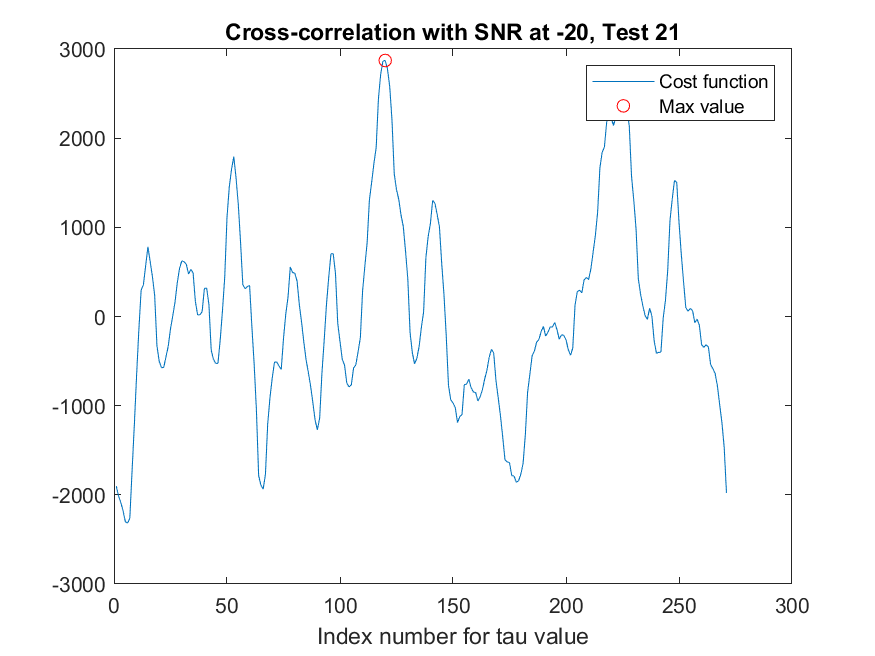 Cross-correlation with SNR at -20, Test 21
3000
2000
1000
0
-1000
-2000
-3000
Cost function
Max value
0 50 100 150 200 250 300
Index number for tau value